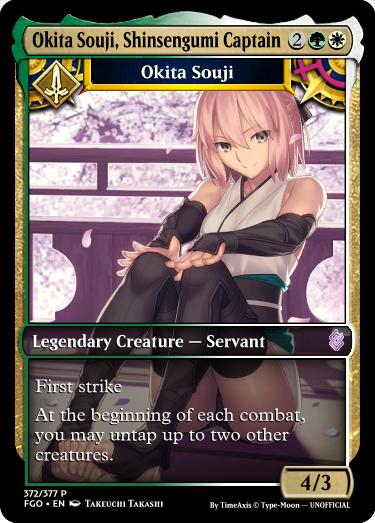 Okita Souji, Shinsengumi Captain 2
Okita Souji
Legendary Creature — Servant
First strike
At the beginning of each combat,
you may untap up to two other
creatures.
4/3
372/377 P
FGO • EN Takeuchi Takashi
By TimeAxis © Type-Moon — UNOFFICIAL